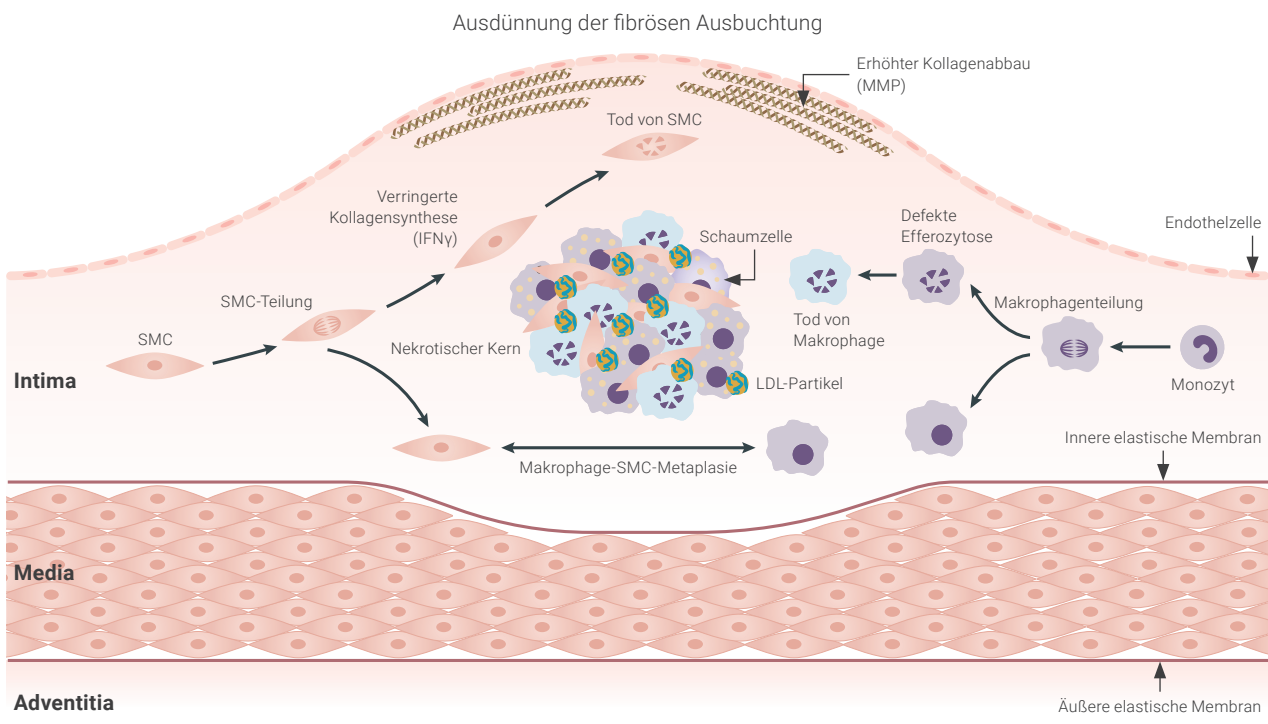 Ausdünnung der fibrösen Ausbuchtung
Erhöhter Kollagenabbau
(MMP)
Tod von SMC
Verringerte
Kollagensynthese
(IFNγ)
Schaumzelle
Defekte
Efferozytose
Endothelzelle
SMC-Teilung
Makrophagenteilung
SMC
Nekrotischer Kern
Tod von
Makrophage
Intima
LDL-Partikel
Monozyt
Innere elastische Membran
Makrophage-SMC-Metaplasie
Media
Adventitia
Äußere elastische Membran